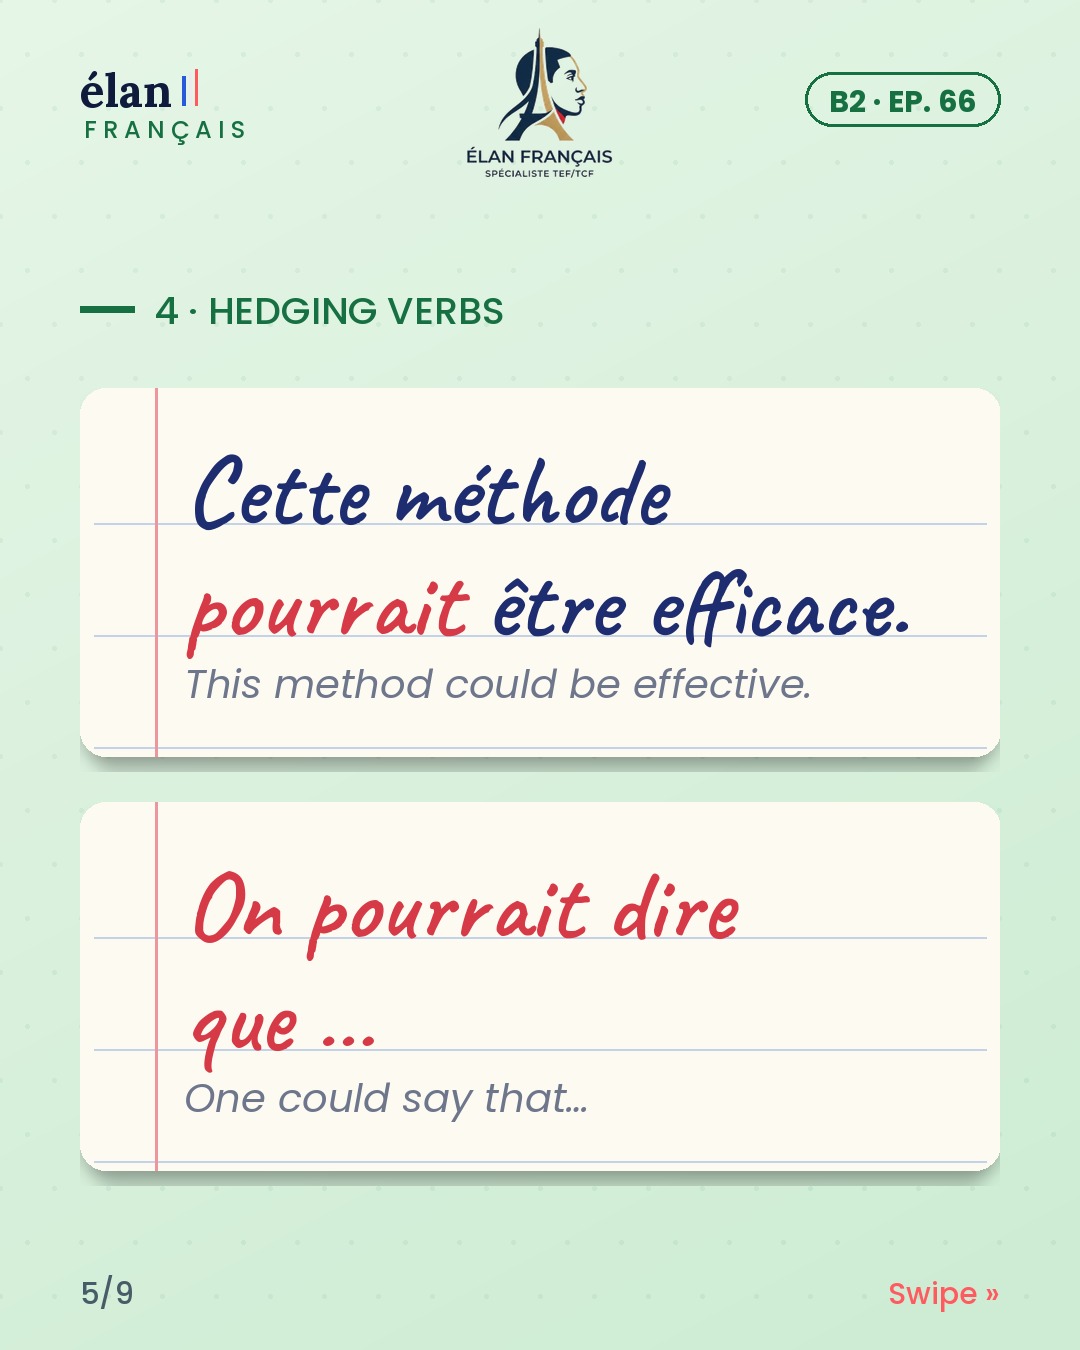 élan
FRANÇAIS
ÉLAN FRANÇAIS
SPÉCIALISTE TEF/TCF
B2 · EP. 66
4 · HEDGING VERBS
Cette méthode
pourrait être efficace.
This method could be effective.
On pourrait dire
que ...
One could say that...
5/9
Swipe »